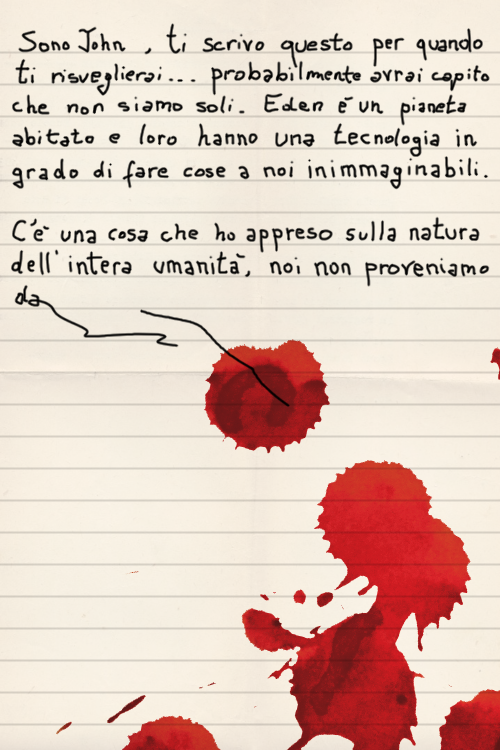 Sono John , ti scrivo questo per quando
ti risveglierai... probabilmente avrai capito
che non siamo soli. Eden è un pianeta
abitato e loro hanno una tecnologia in
grado di fare cose a noi inimmaginabili.
C'è una cosa che ho appreso sulla natura
dell'intera umanità, noi non proveniamo
da